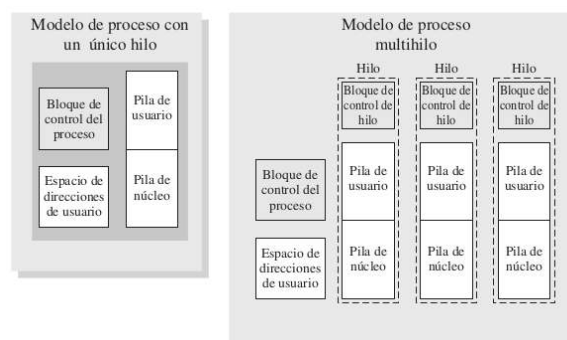 Modelo de proceso con
un único hilo
Bloque de
control del
proceso
Pila de
usuario
Espacio de
direcciones
de usuario
Pila de
núcleo
Modelo de proceso
multihilo
Hilo
Hilo
Hilo
Bloque de
control de
hilo
Bloque de
control de
hilo
Bloque de
control de
hilo
Bloque de
control del
proceso
Pila de
usuario
Pila de
usuario
Pila de
usuario
Espacio de
direcciones
de usuario
Pila de
núcleo
Pila de
núcleo
Pila de
núcleo